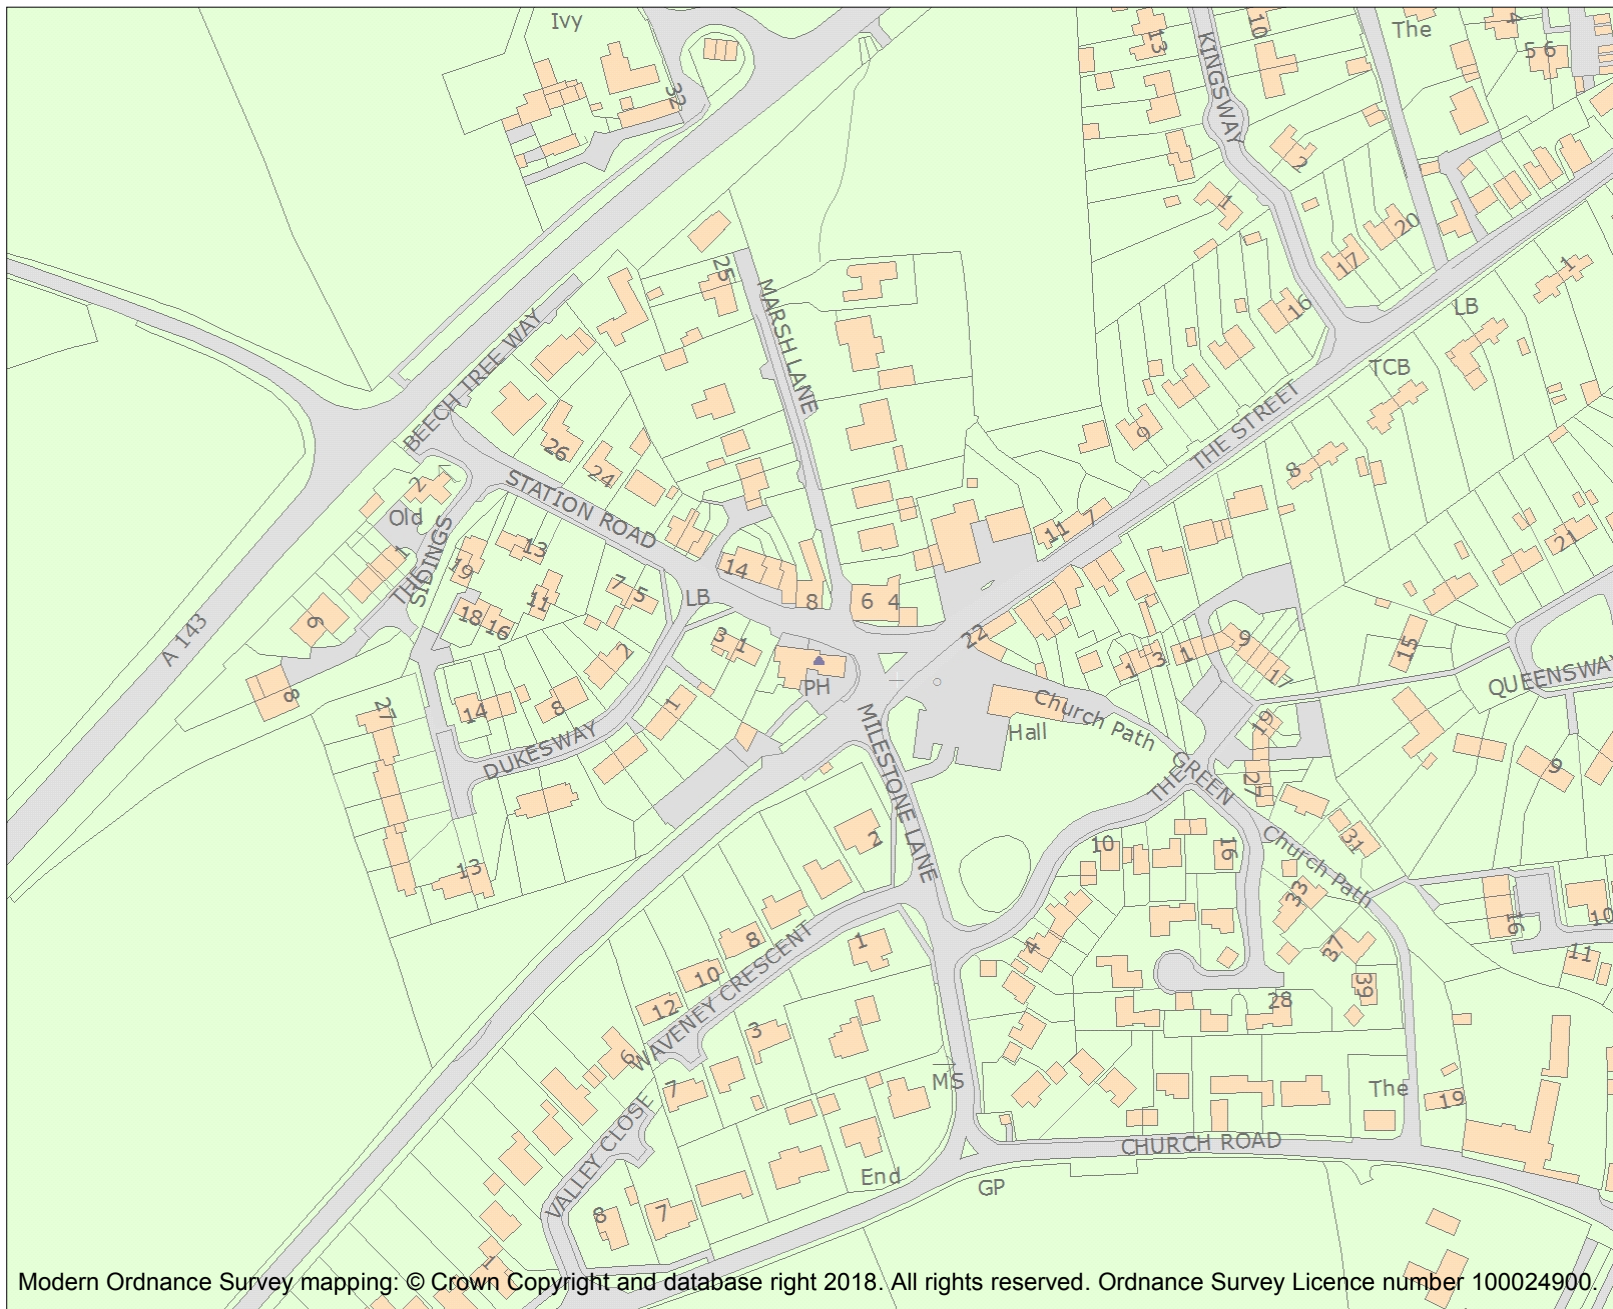 Ivy
The
4
5 6
13
10
KINGSWAY
32
2
1
20
17
1
25
16
LB
MARSH LANE
TCB
BEECH TREE WAY
THE STREET
9
26
24
8
2
STATION ROAD
Old
11
7
1
13
21
19
THE
SIDINGS
14
11
7
5
LB
8
6
4
18
16
6
A 143
22
3
1
2
9
15
1
3
1
17
PH
QUEENSWAY
8
27
14
8
1
Church Path
Hall
19
DUKESWAY
MILESTONE LANE
THE
GREEN
27
9
2
31
10
16
Church Path
13
33
16
10
8
1
4
37
11
10
39
12
28
WAVENEY CRESCENT
3
6
MS
7
The
19
VALLEY CLOSE
CHURCH ROAD
End
GP
8
7
1
Modern Ordnance Survey mapping: © Crown Copyright and database right 2018. All rights reserved. Ordnance Survey Licence number 100024900.